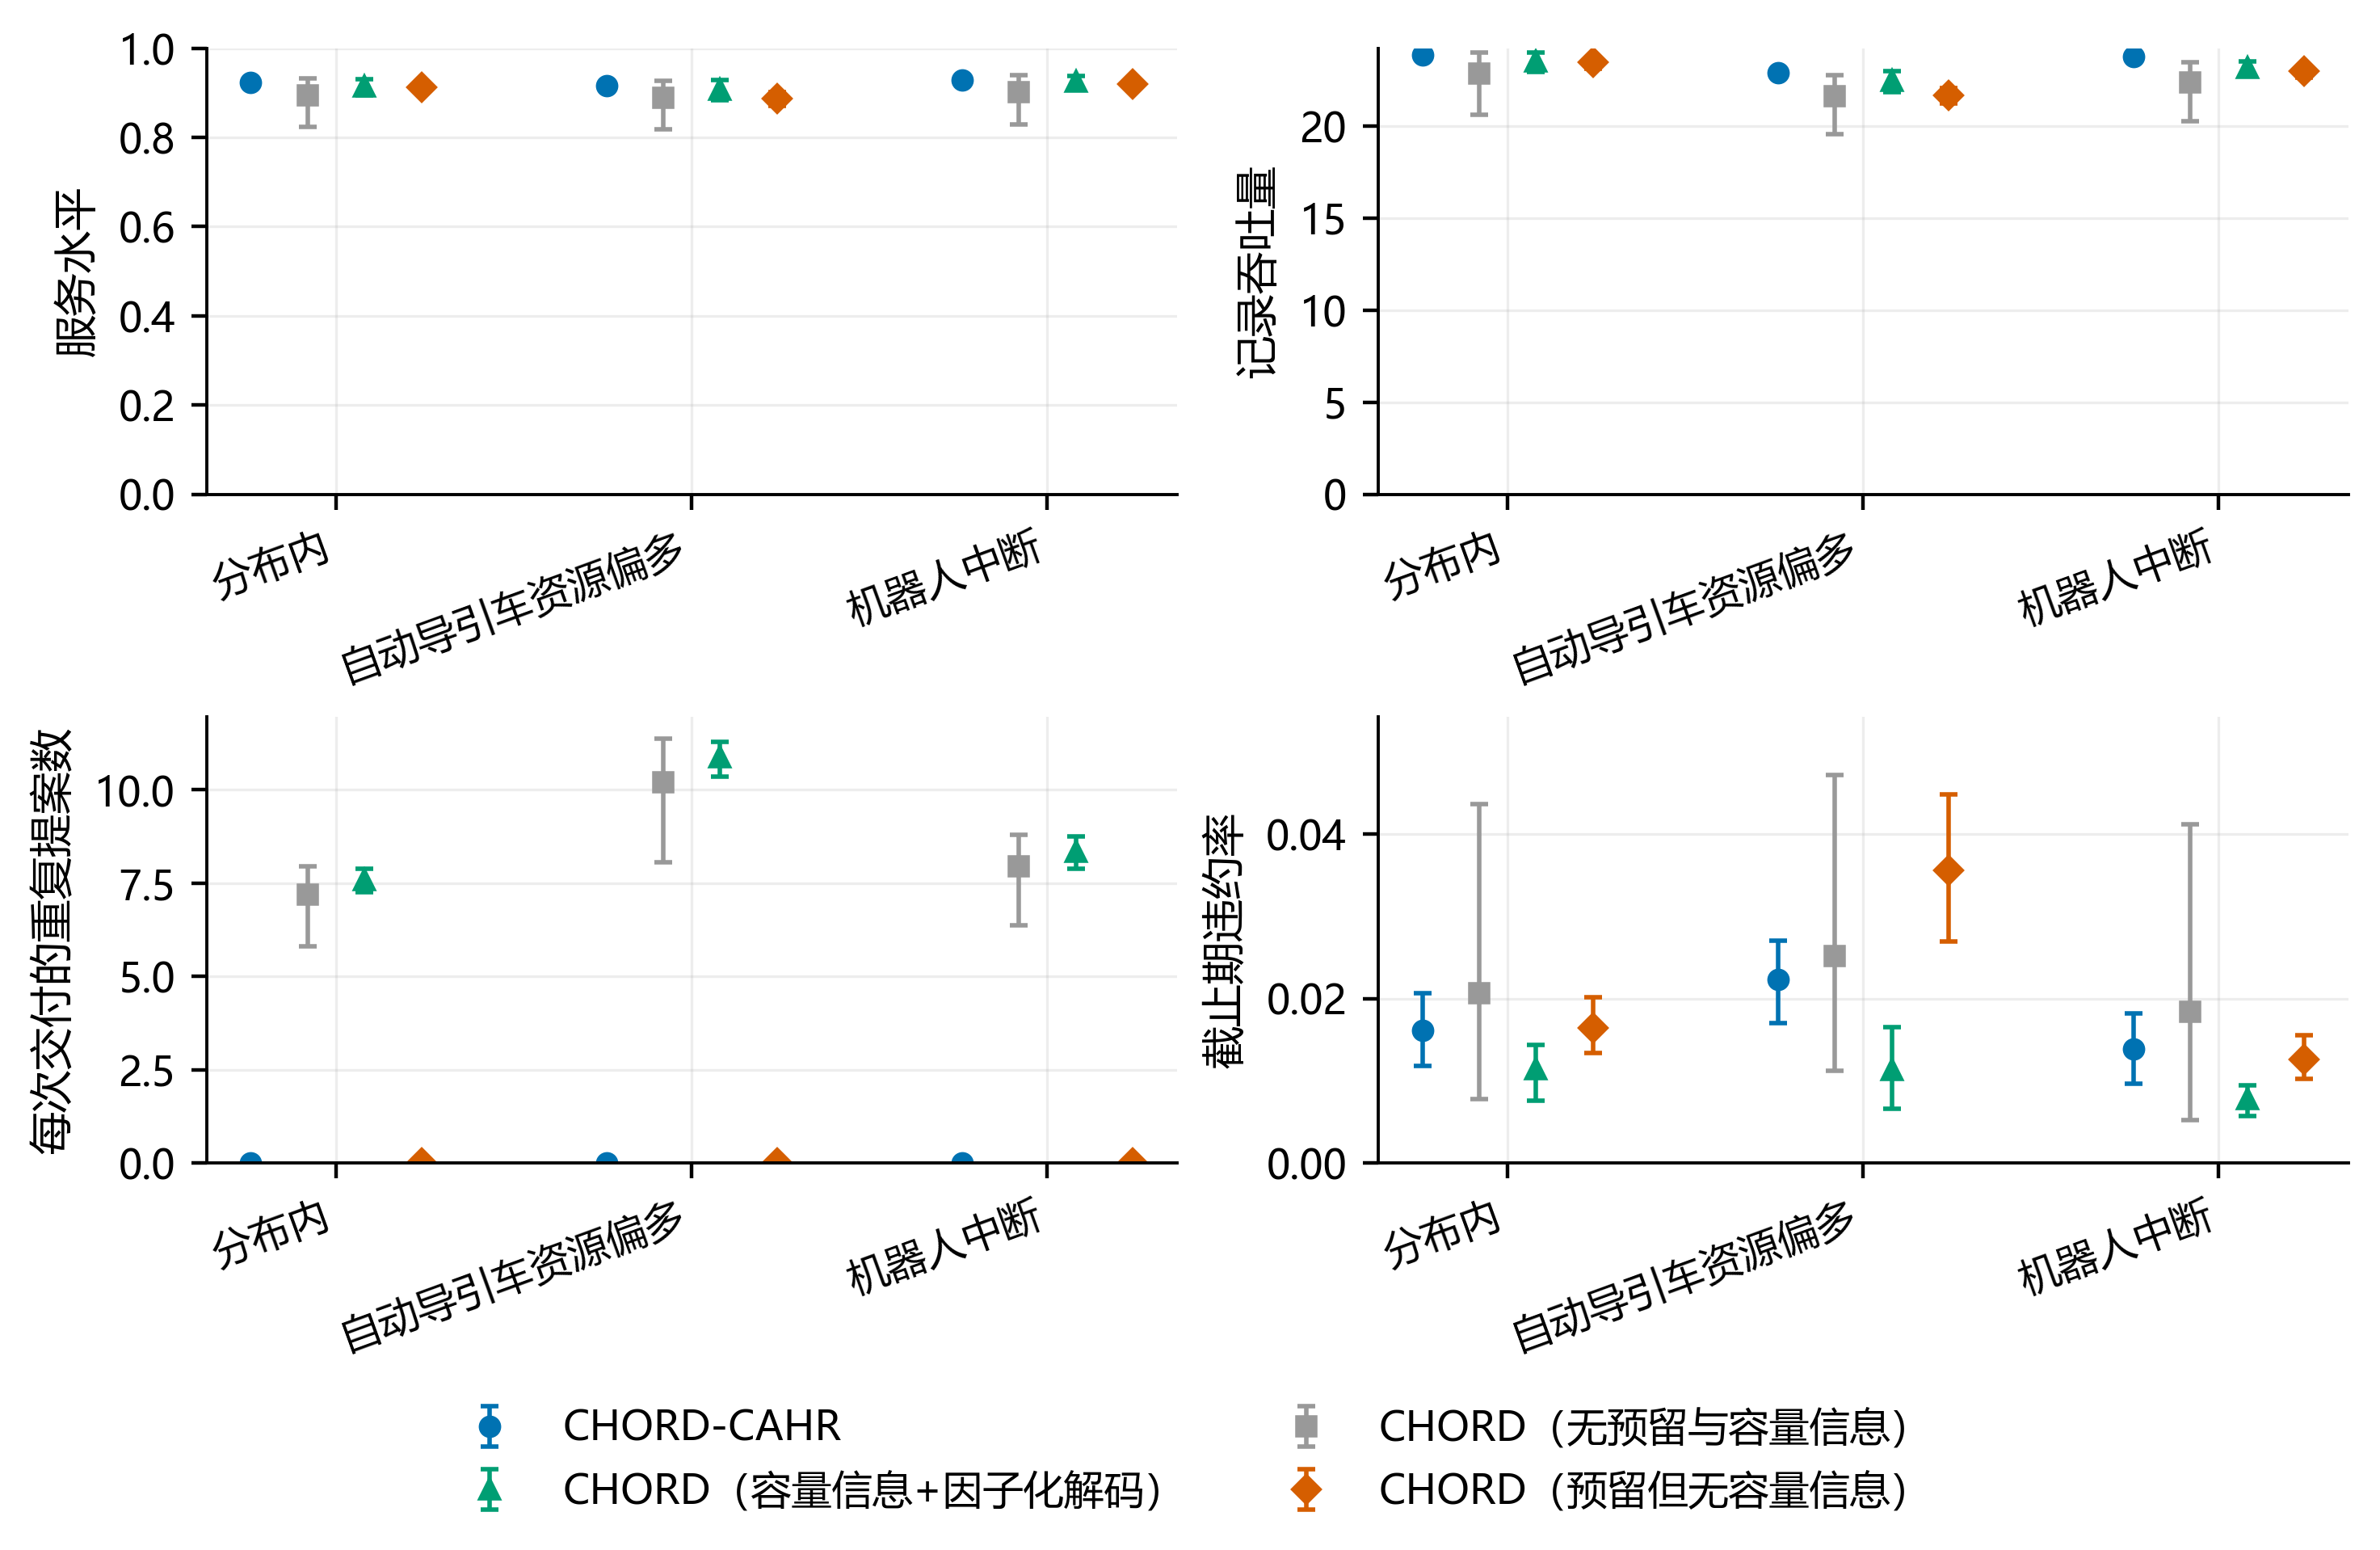 1.0
0.8
0.6
0.4
0.2
0.0
服务水平
分布内
自动导引车资源偏多
机器人中断
20
15
10
5
0
记录吞吐量
分布内
自动导引车资源偏多
机器人中断
10.0
7.5
5.0
2.5
0.0
每次交付的重复提案数
分布内
自动导引车资源偏多
机器人中断
0.04
0.02
0.00
截止期违约率
分布内
自动导引车资源偏多
机器人中断
CHORD-CAHR
CHORD（无预留与容量信息）
CHORD（容量信息+因子化解码）
CHORD（预留但无容量信息）